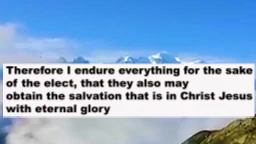 Therefore I endure everything for the sake
of the elect, that they also may
obtain the salvation that is in Christ Jesus
with eternal glory